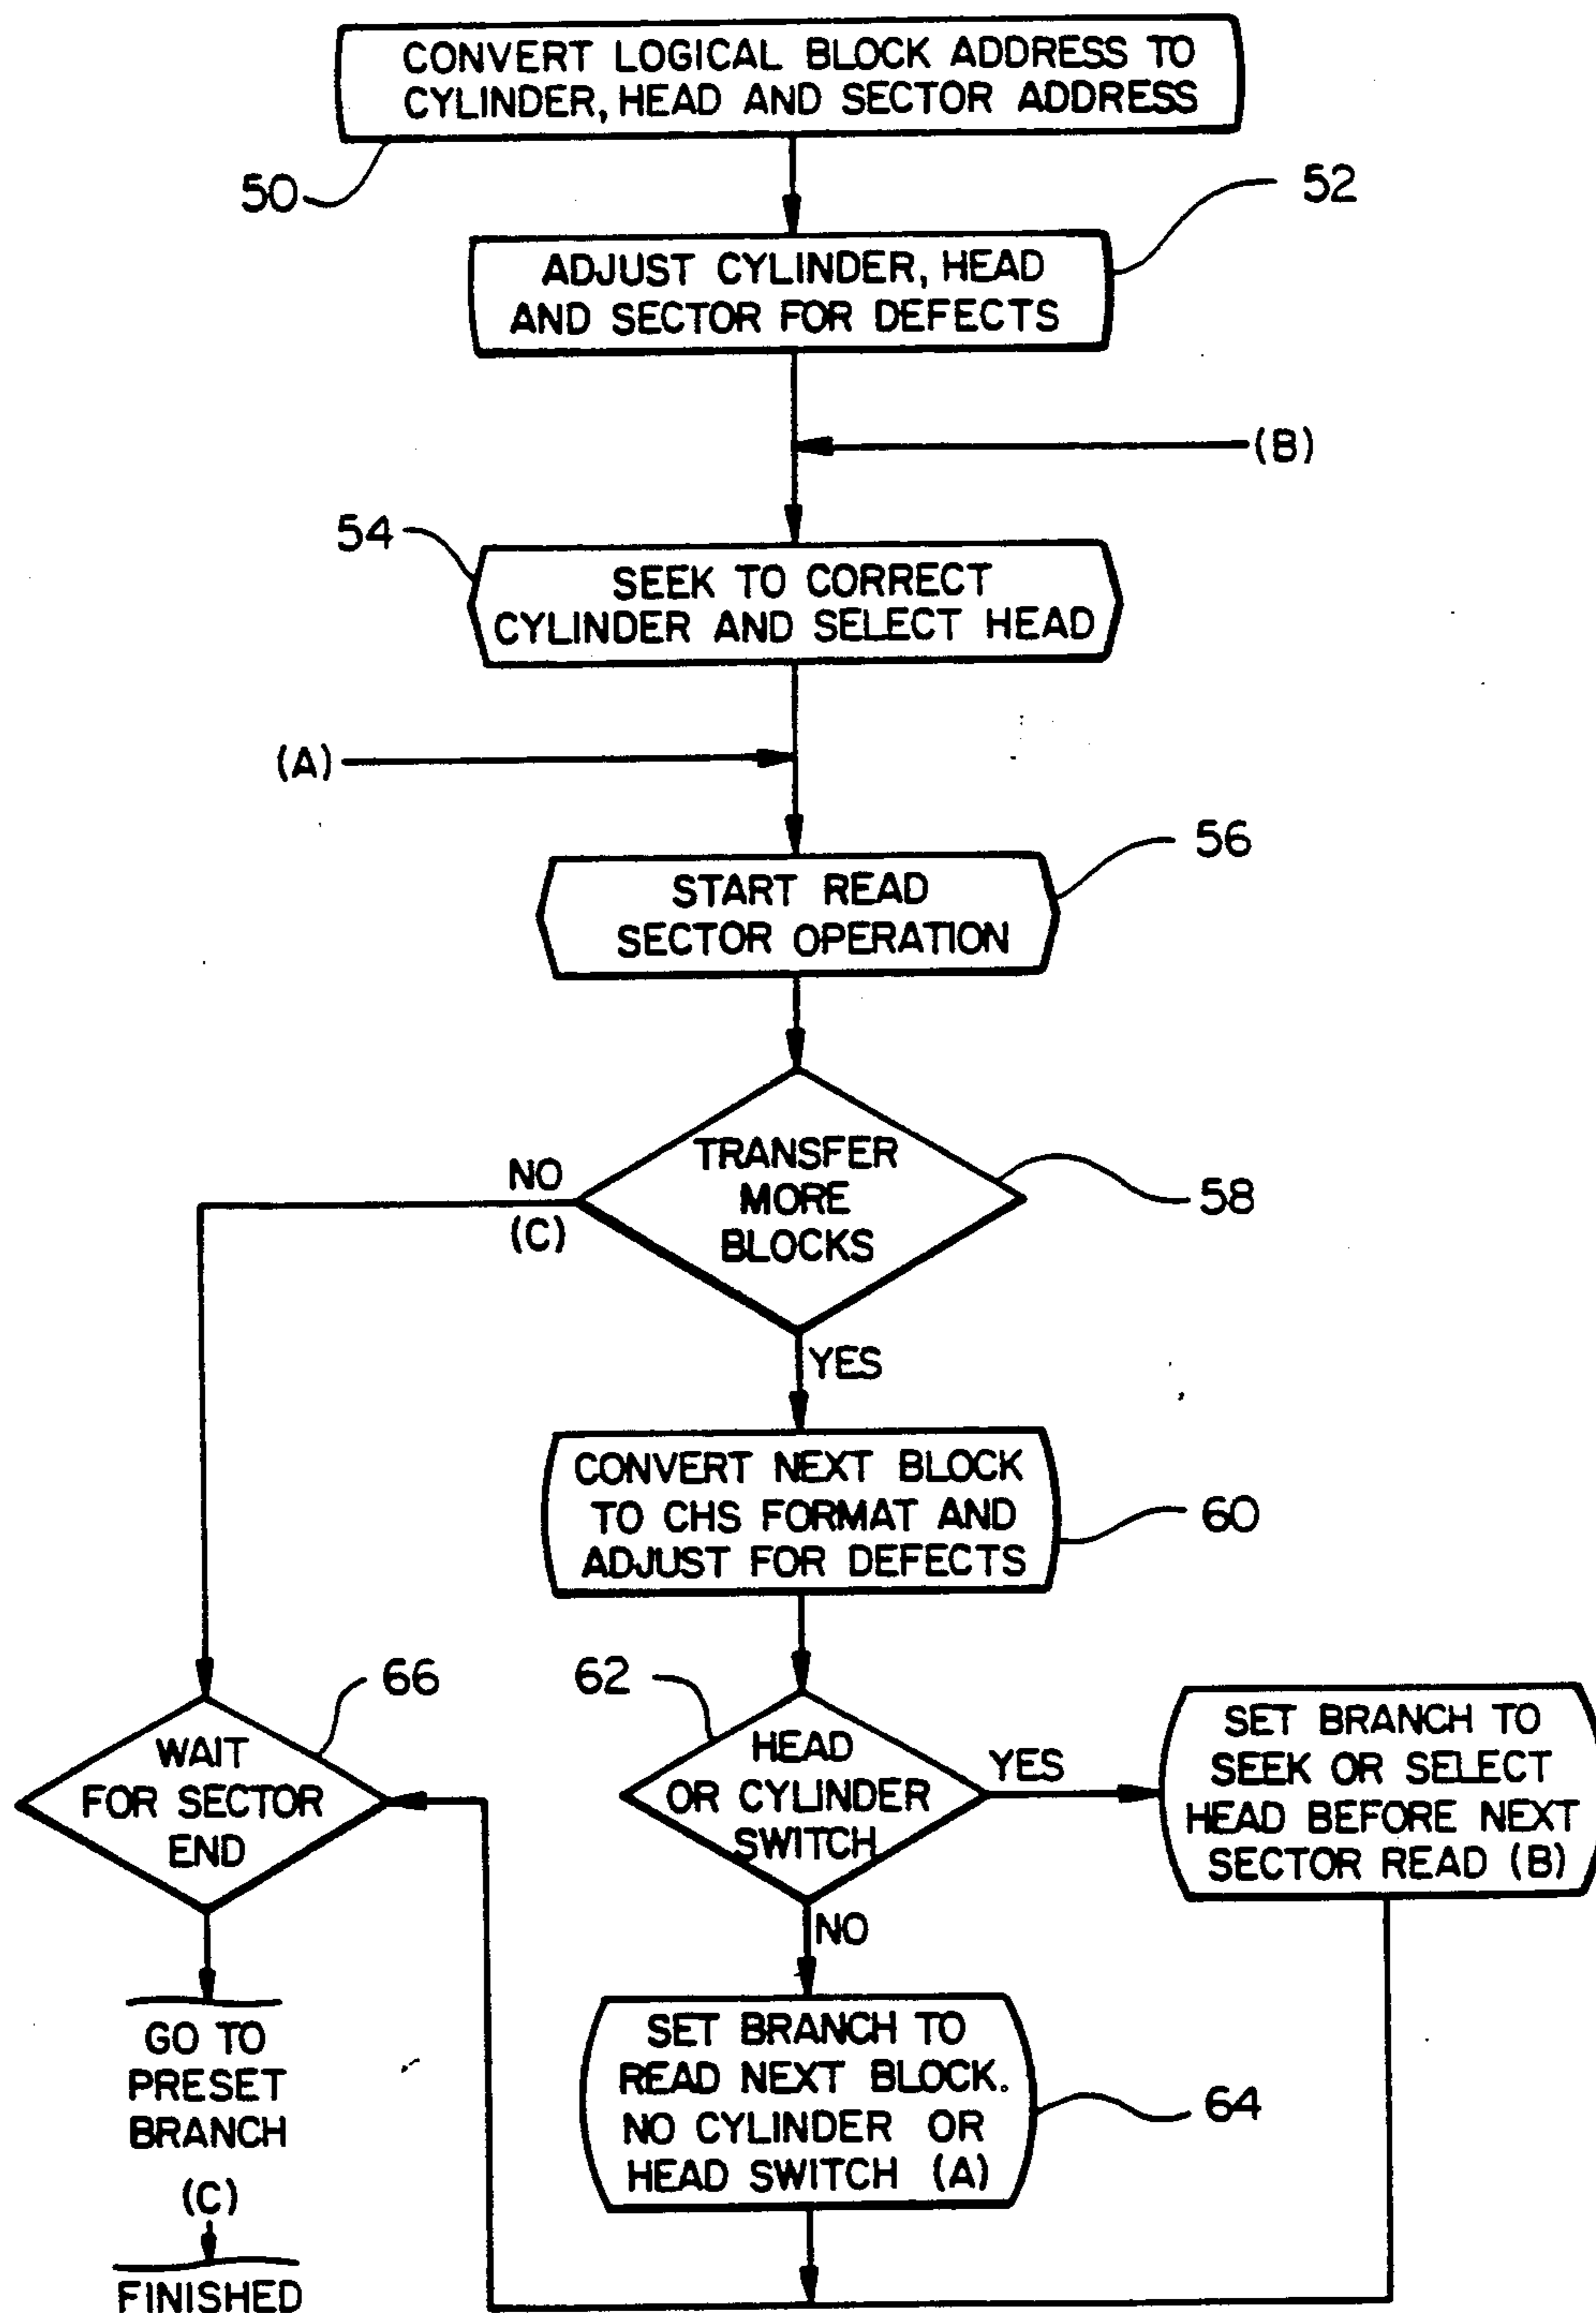 CONVERT LOGICAL BLOCK ADDRESS TO
CYLINDER, HEAD AND SECTOR ADDRESS
50
52
ADJUST CYLINDER, HEAD
AND SECTOR FOR DEFECTS
(B)
54
SEEK TO CORRECT
CYLINDER AND SELECT HEAD
(A)
56
START READ
SECTOR OPERATION
TRANSFER
MORE
BLOCKS
58
NO
(C)
YES
CONVERT NEXT BLOCK
TO CHS FORMAT AND
ADJUST FOR DEFECTS
60
66
WAIT
FOR SECTOR
END
62
HEAD
OR CYLINDER
SWITCH
YES
SET BRANCH TO
SEEK OR SELECT
HEAD BEFORE NEXT
SECTOR READ (B)
NO
GO TO
PRESET
BRANCH
(C)
FINISHED
SET BRANCH TO
READ NEXT BLOCK.
NO CYLINDER OR
HEAD SWITCH (A)
64